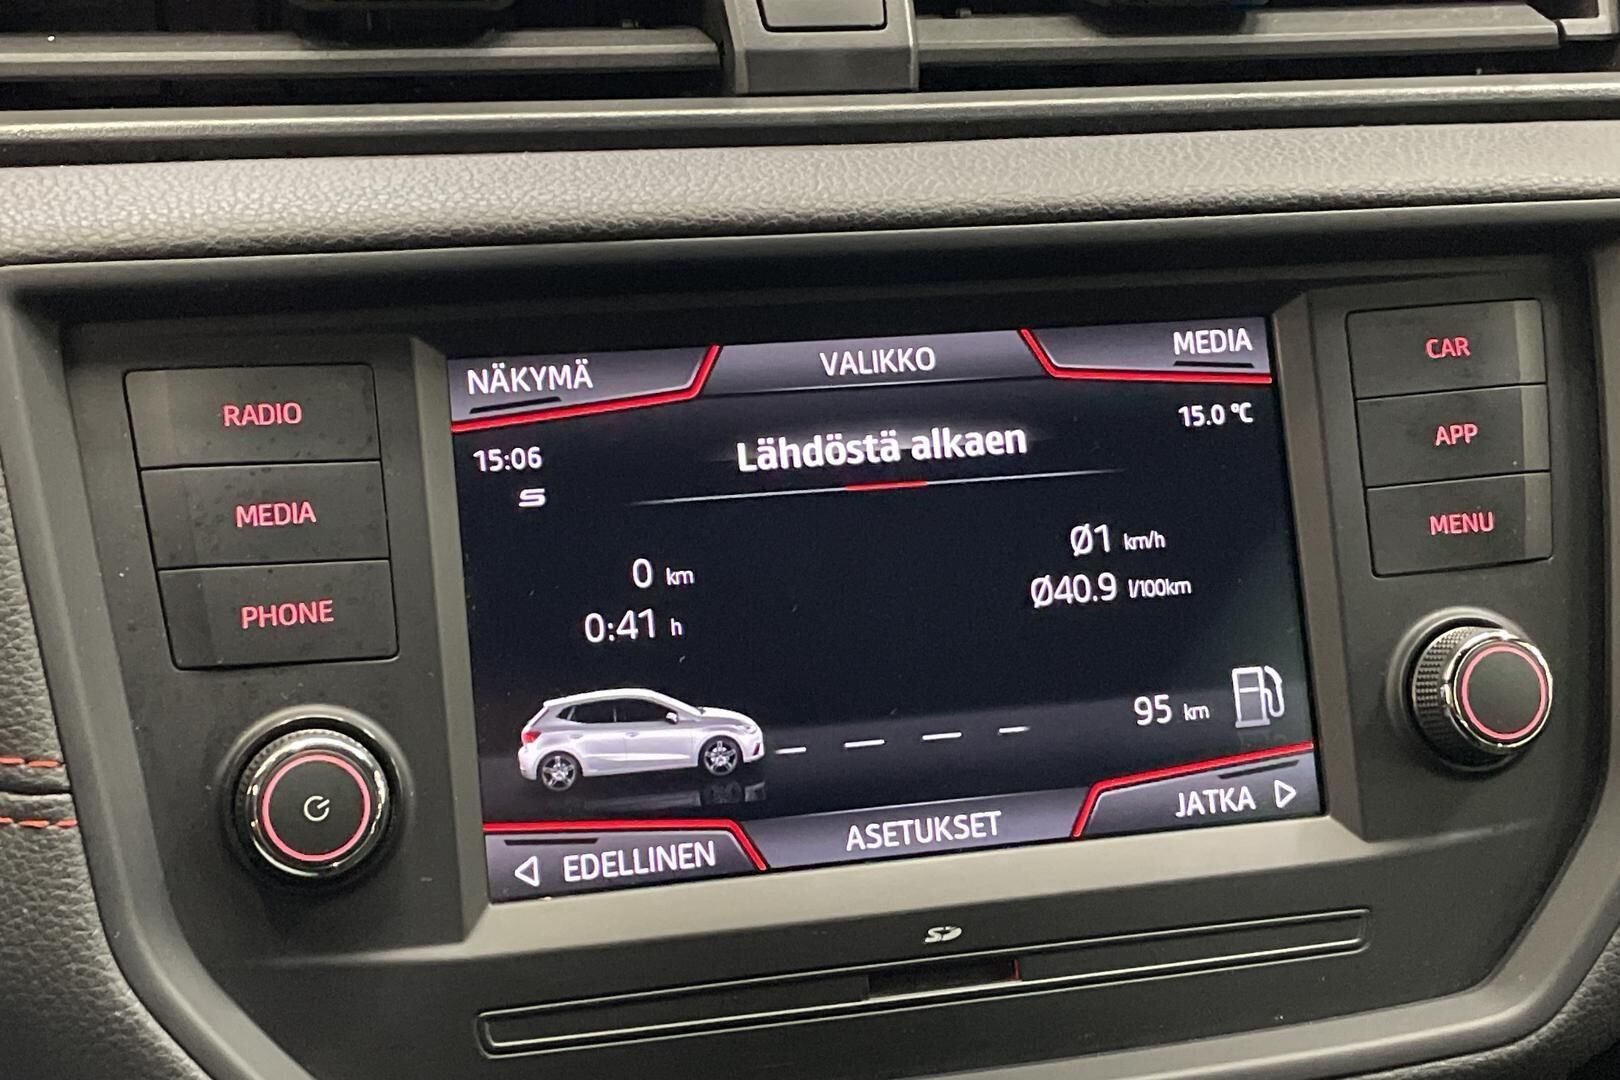 NÄKYMÄ
VALIKKO
MEDIA
15:06
15.0 °C
Lähdöstä alkaen
0 km
0:41 h
Ø1 km/h
Ø40.9 l/100km
95 km
EDELLINEN
ASETUKSET
JATKA
RADIO
MEDIA
PHONE
CAR
APP
MENU
SD